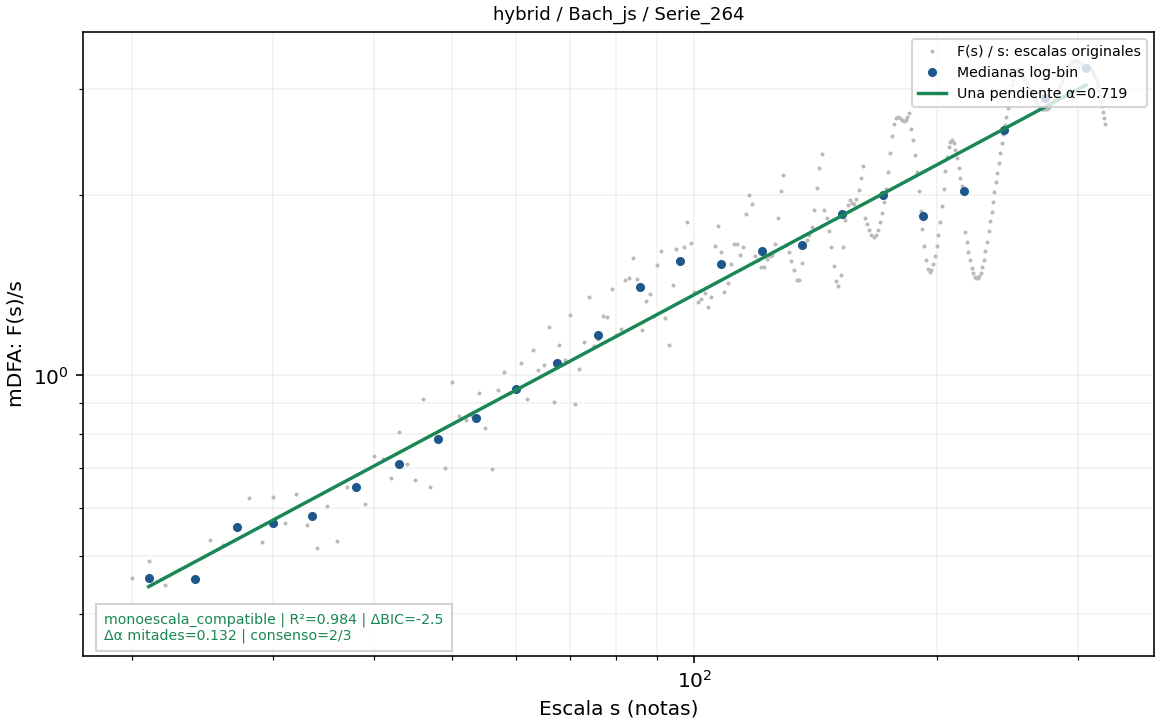 hybrid / Bach_js / Serie_264
F(s) / s: escalas originales
Medianas log-bin
Una pendiente α=0.719
mDFA: F(s)/s
10⁰
monoescala_compatible | R²=0.984 | ΔBIC=-2.5
Δα mitades=0.132 | consenso=2/3
10²
Escala s (notas)